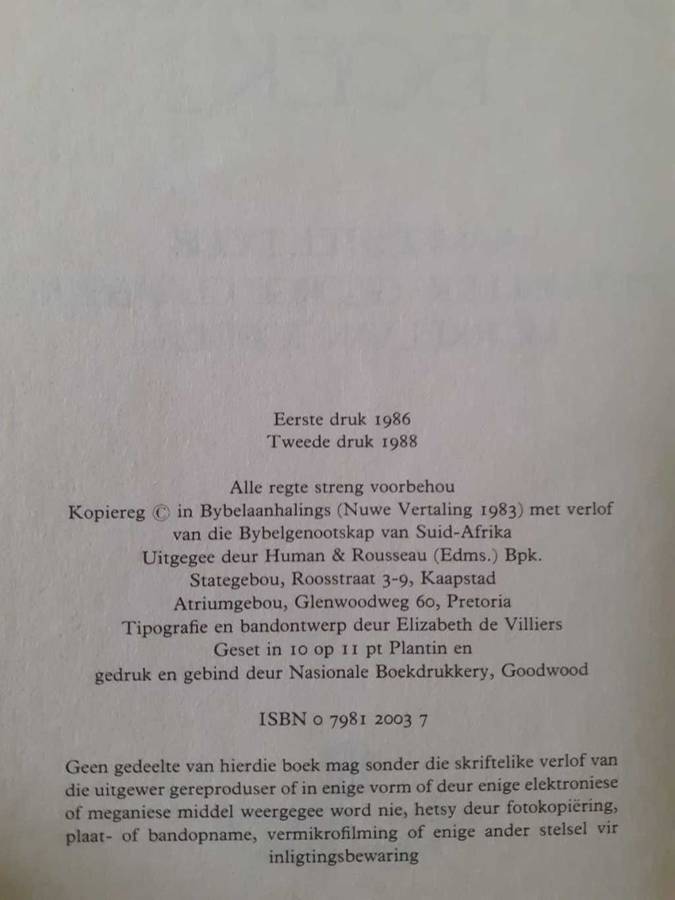 Eerste druk 1986
Tweede druk 1988
Alle regte streng voorbehou
Kopiereg © in Bybelaanhalings (Nuwe Vertaling 1983) met verlof
van die Bybelgenootskap van Suid-Afrika
Uitgegee deur Human & Rousseau (Edms.) Bpk.
Stategebou, Roosstraat 3-9, Kaapstad
Atriumgebou, Glenwoodweg 60, Pretoria
Tipografie en bandontwerp deur Elizabeth de Villiers
Geset in 10 op 11 pt Plantin en
gedruk en gebind deur Nasionale Boekdrukkery, Goodwood
ISBN 0 7981 2003 7
Geen gedeelte van hierdie boek mag sonder die skriftelike verlof van
die uitgewer gereproduser of in enige vorm of deur enige elektroniese
of meganiese middel weergegee word nie, hetsy deur fotokopiëring,
plaat- of bandopname, vermikrofilming of enige ander stelsel vir
inligtingsbewaring